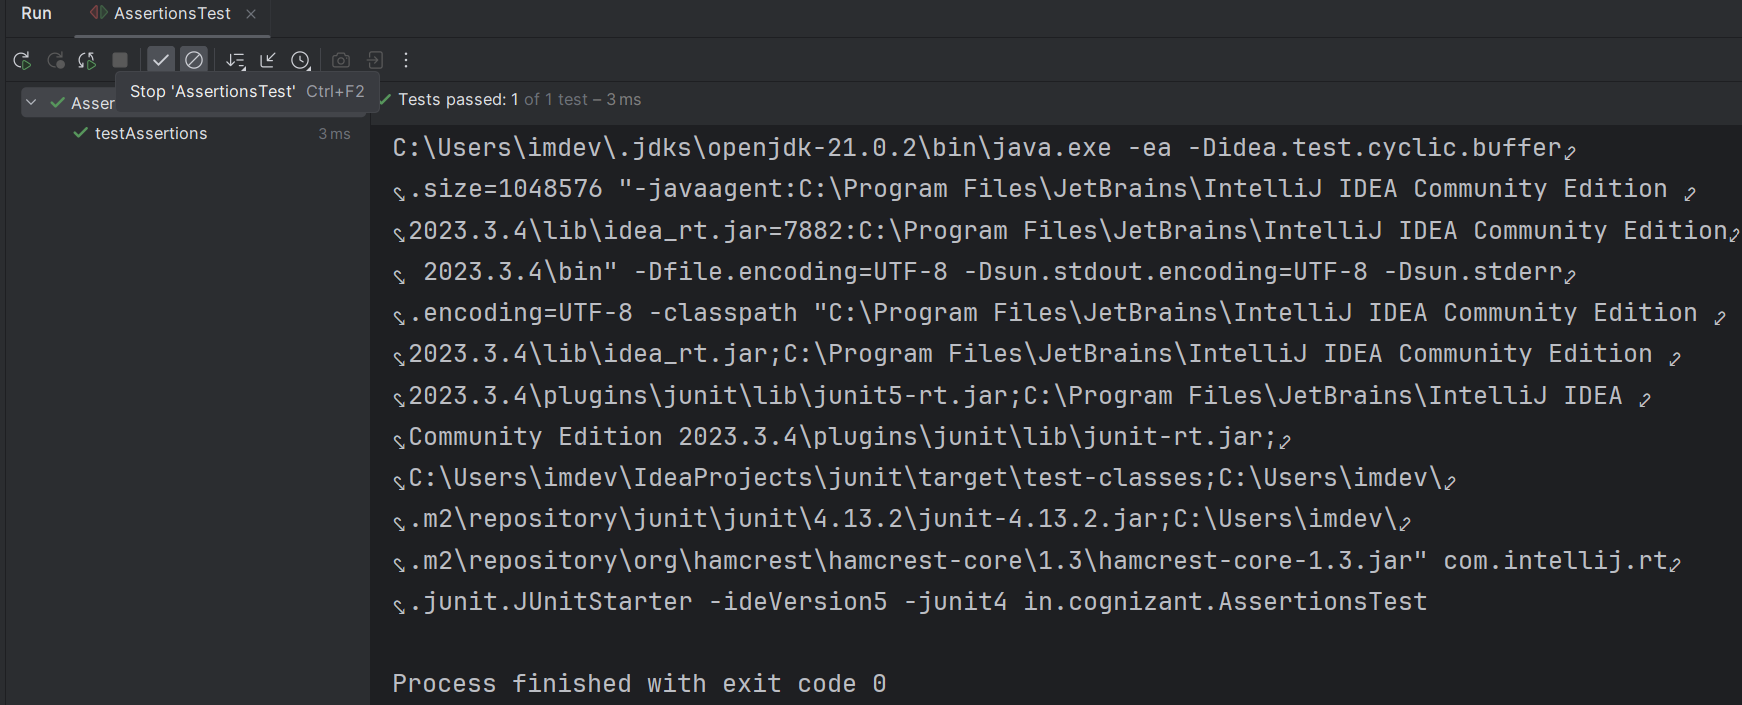 Run
AssertionsTest
Stop 'AssertionsTest' Ctrl+F2
Asser
Tests passed: 1 of 1 test – 3 ms
testAssertions 3 ms
C:\Users\imdev\.jdks\openjdk-21.0.2\bin\java.exe -ea -Didea.test.cyclic.buffer
.size=1048576 "-javaagent:C:\Program Files\JetBrains\IntelliJ IDEA Community Edition
2023.3.4\lib\idea_rt.jar=7882:C:\Program Files\JetBrains\IntelliJ IDEA Community Edition
2023.3.4\bin" -Dfile.encoding=UTF-8 -Dsun.stdout.encoding=UTF-8 -Dsun.stderr
.encoding=UTF-8 -classpath "C:\Program Files\JetBrains\IntelliJ IDEA Community Edition
2023.3.4\lib\idea_rt.jar;C:\Program Files\JetBrains\IntelliJ IDEA Community Edition
2023.3.4\plugins\junit\lib\junit5-rt.jar;C:\Program Files\JetBrains\IntelliJ IDEA
Community Edition 2023.3.4\plugins\junit\lib\junit-rt.jar;
C:\Users\imdev\IdeaProjects\junit\target\test-classes;C:\Users\imdev\
.m2\repository\junit\junit\4.13.2\junit-4.13.2.jar;C:\Users\imdev\
.m2\repository\org\hamcrest\hamcrest-core\1.3\hamcrest-core-1.3.jar" com.intellij.rt
.junit.JUnitStarter -ideVersion5 -junit4 in.cognizant.AssertionsTest
Process finished with exit code 0